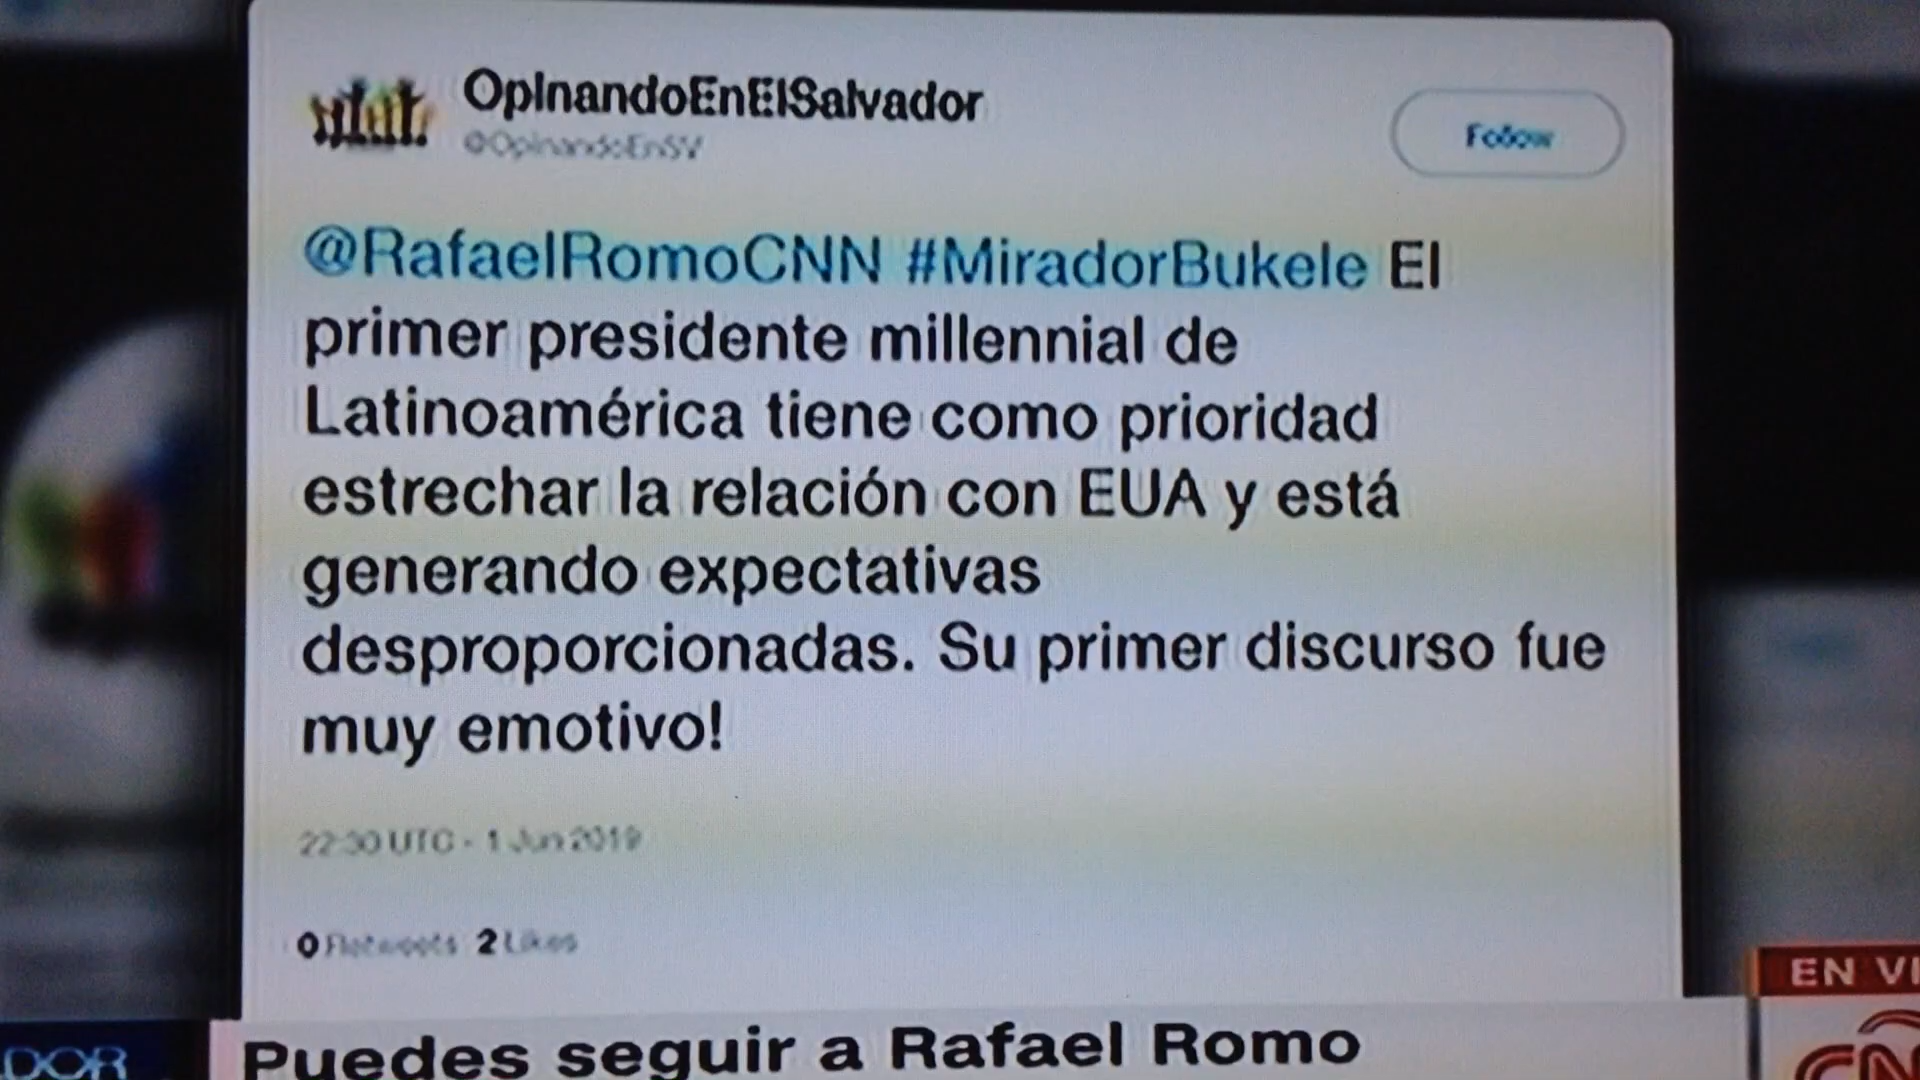 OpInandoEnElSalvador
@OpInandoEnSV
Follow
@RafaelRomoCNN #MiradorBukele El
primer presidente millennial de
Latinoamérica tiene como prioridad
estrechar la relación con EUA y está
generando expectativas
desproporcionadas. Su primer discurso fue
muy emotivo!
22:30 UTC - 1 Jun 2019
0 Retweets 2 Likes
EN VI
DOR
Puedes seguir a Rafael Romo
CN